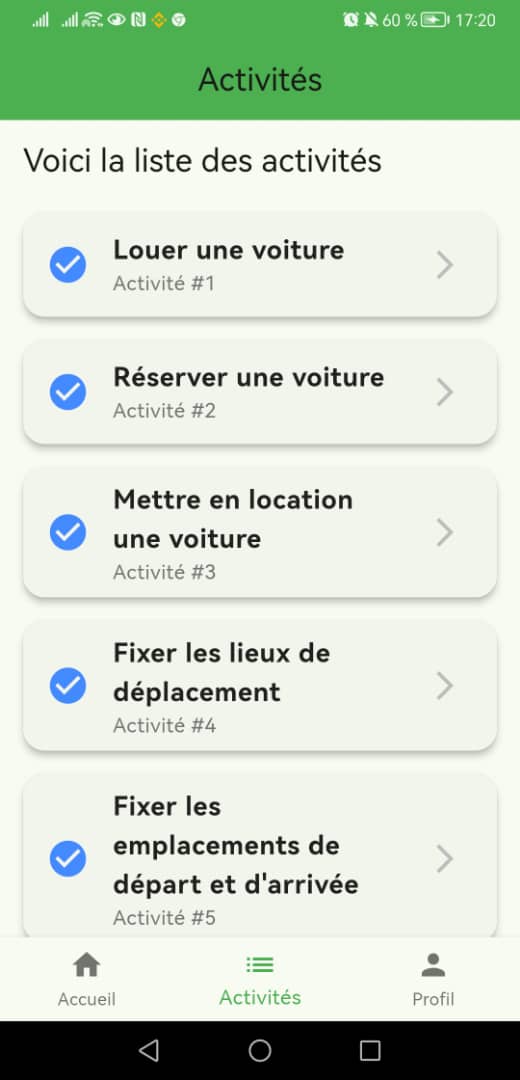 60 % 17:20
Activités
Voici la liste des activités
Louer une voiture
Activité #1
Réserver une voiture
Activité #2
Mettre en location
une voiture
Activité #3
Fixer les lieux de
déplacement
Activité #4
Fixer les
emplacements de
départ et d'arrivée
Activité #5
Accueil Activités Profil